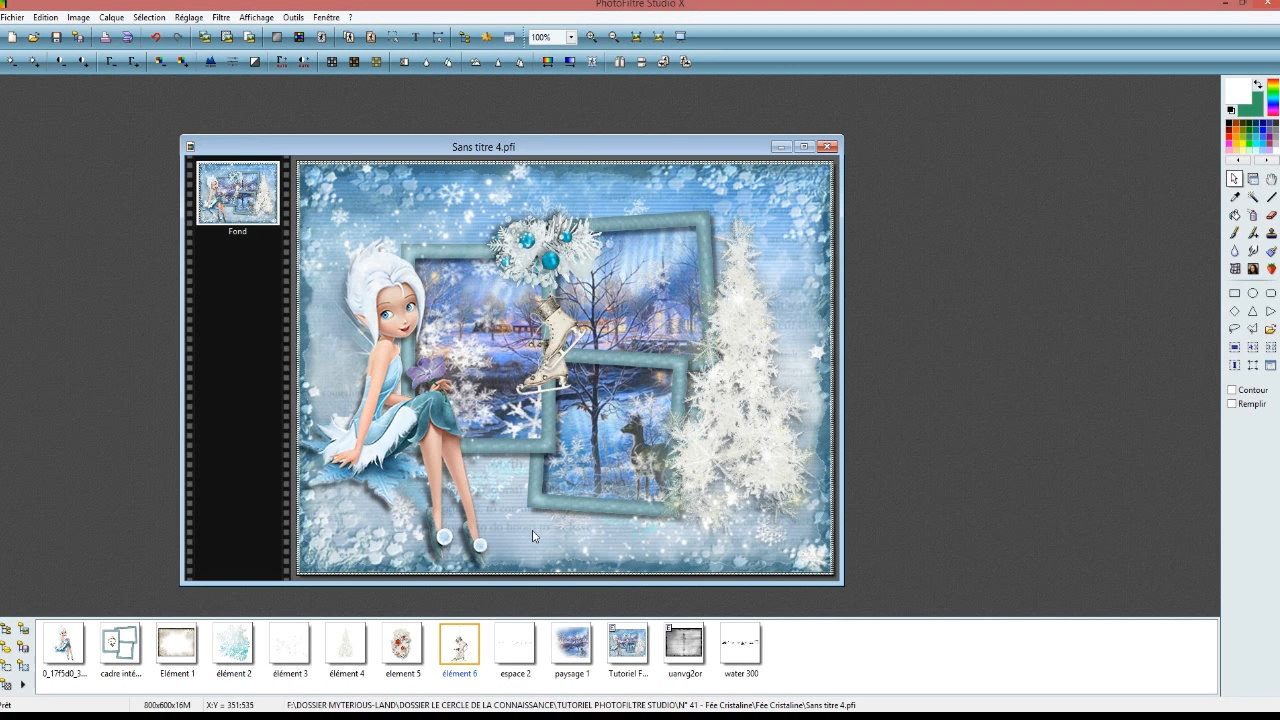 PhotoFiltre Studio X
Fichier Edition Image Calque Sélection Réglage Filtre Affichage Outils Fenêtre ?
100%
Sans titre 4.pfi
Fond
Contour
Remplir
0_17f5d0_3... cadre inté... Elément 1 élément 2 élément 3 élément 4 element 5 élément 6 espace 2 paysage 1 Tutoriel F... uanvg2or water 300
Prêt 800x600x16M X:Y = 351:535 F:\DOSSIER MYTERIOUS-LAND\DOSSIER LE CERCLE DE LA CONNAISSANCE\TUTORIEL PHOTOFILTRE STUDIO\N° 41 - Fée Cristaline\Fée Cristaline\Sans titre 4.pfi